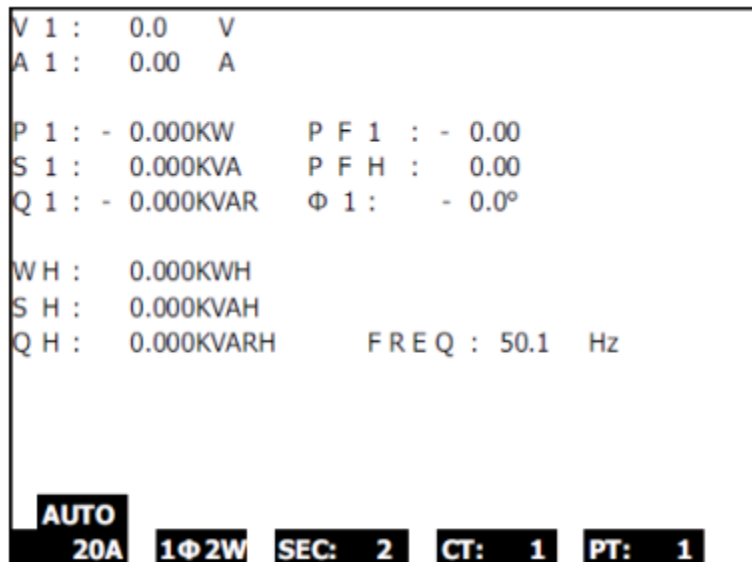 V 1 : 0.0 V
A 1 : 0.00 A
P 1 : - 0.000KW P F 1 : - 0.00
S 1 : 0.000KVA P F H : 0.00
Q 1 : - 0.000KVAR Φ 1 : - 0.0°
W H : 0.000KWH
S H : 0.000KVAH
Q H : 0.000KVARH F R E Q : 50.1 Hz
AUTO
20A 1Φ2W SEC: 2 CT: 1 PT: 1